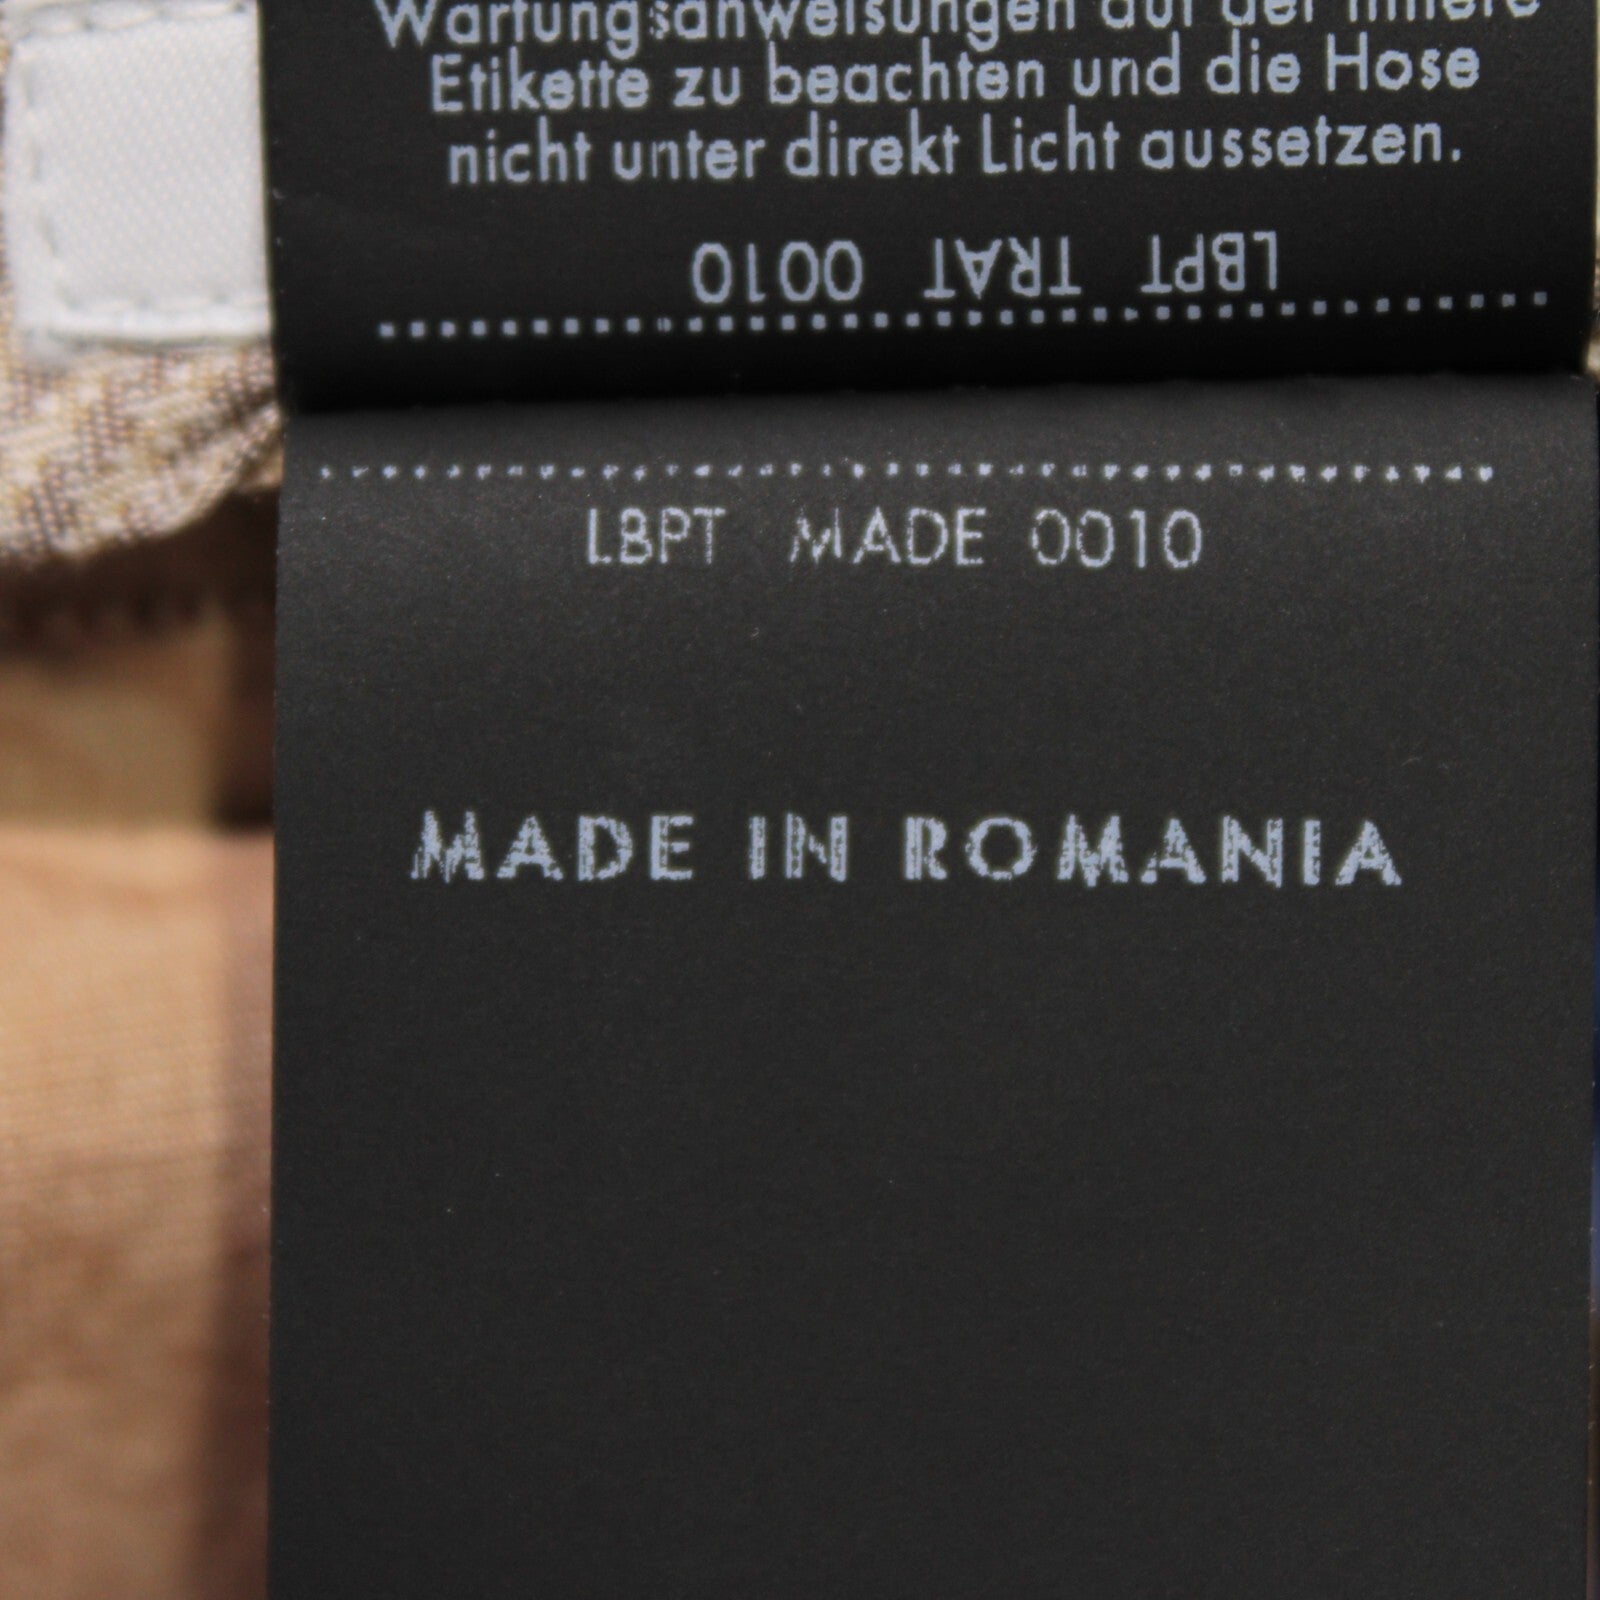 Wartungsanweisungen auf der innere
Etikette zu beachten und die Hose
nicht unter direkt Licht aussetzen.
LBPT TRAT 0010
LBPT MADE 0010
MADE IN ROMANIA